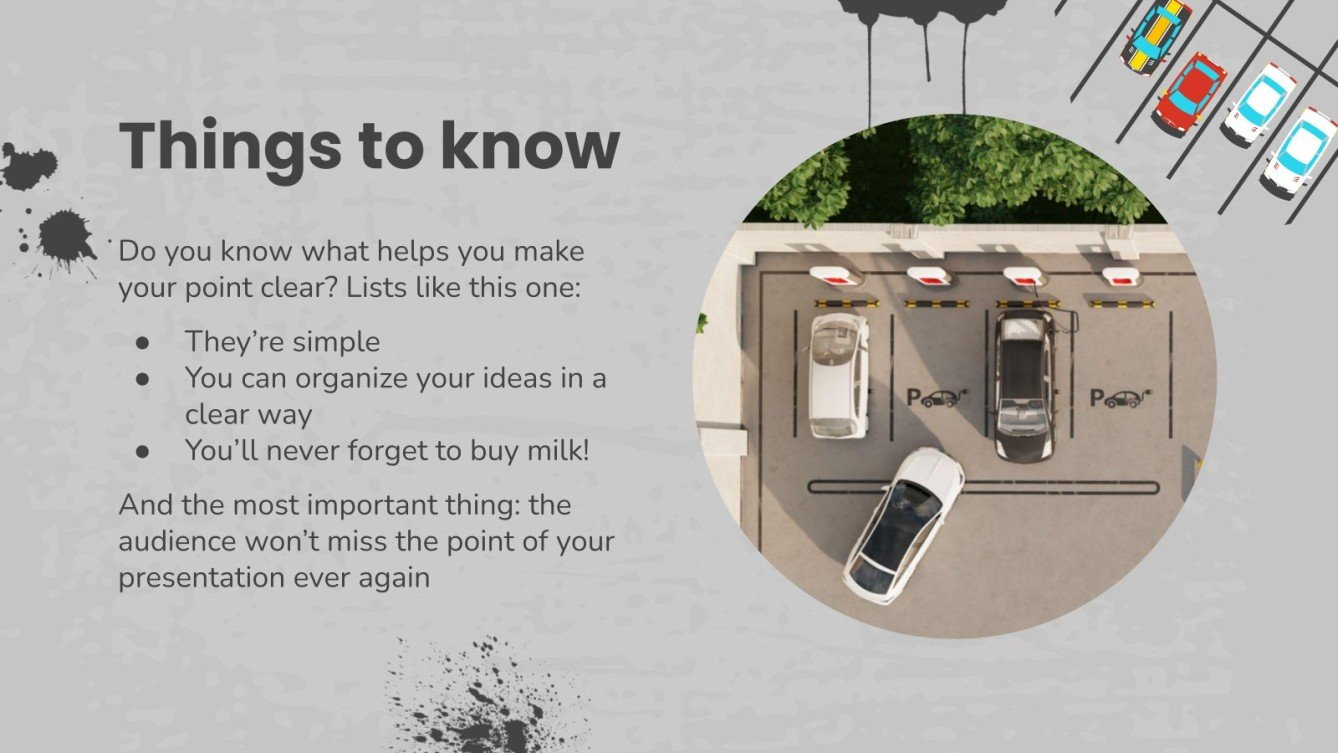 Things to know
Do you know what helps you make
your point clear? Lists like this one:
● They’re simple
● You can organize your ideas in a
clear way
● You’ll never forget to buy milk!
And the most important thing: the
audience won’t miss the point of your
presentation ever again
P
P